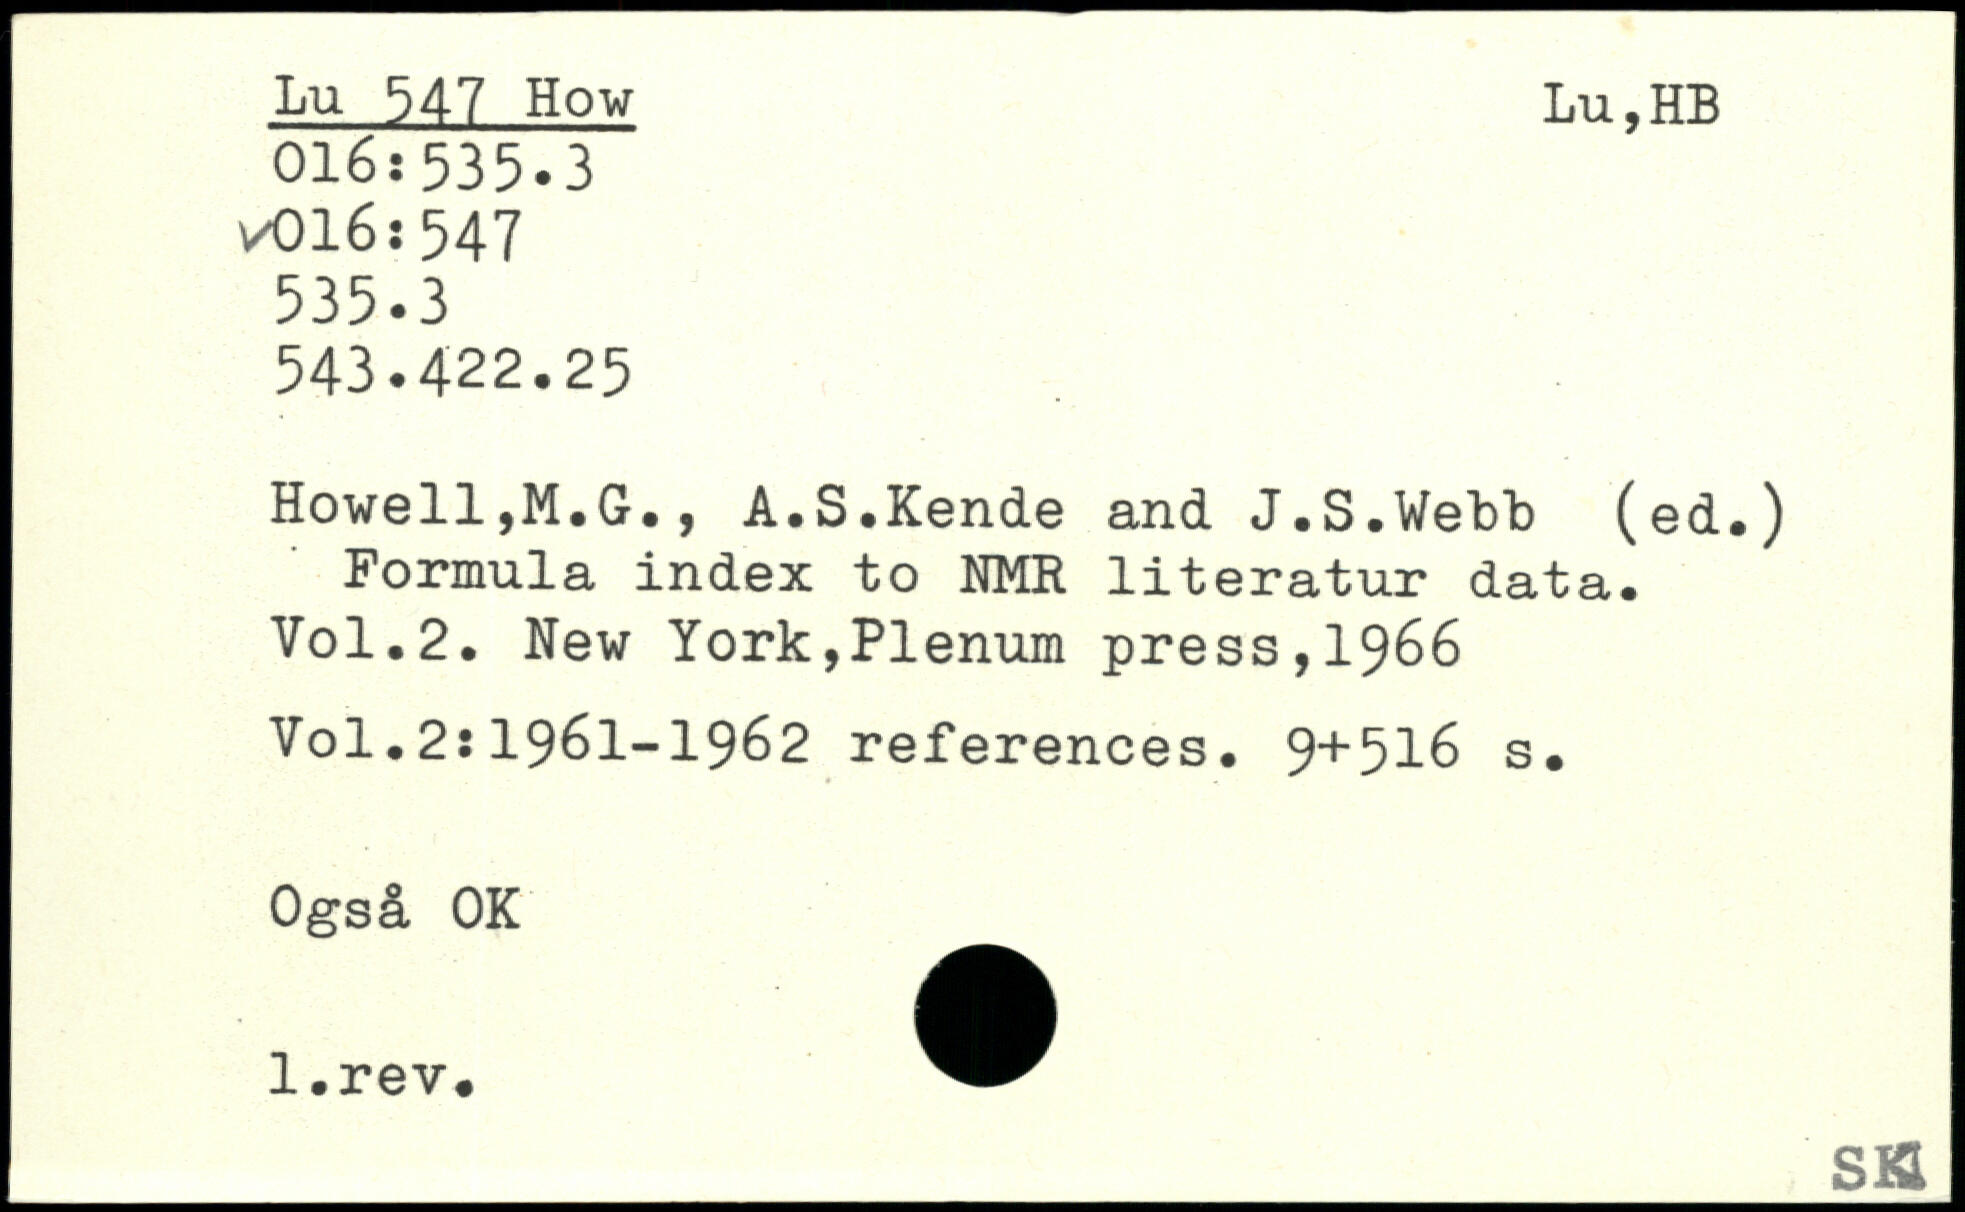 Lu 547 How
Lu,HB
016:535.3
✓016:547
535.3
543.422.25
Howell,M.G., A.S.Kende and J.S.Webb (ed.)
Formula index to NMR literatur data.
Vol.2. New York,Plenum press,1966
Vol.2:1961-1962 references. 9+516 s.
Også OK
1.rev.
SK